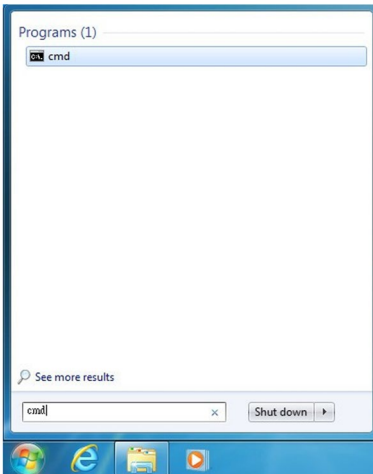 Programs (1)
C:\. cmd
See more results
cmd
Shut down